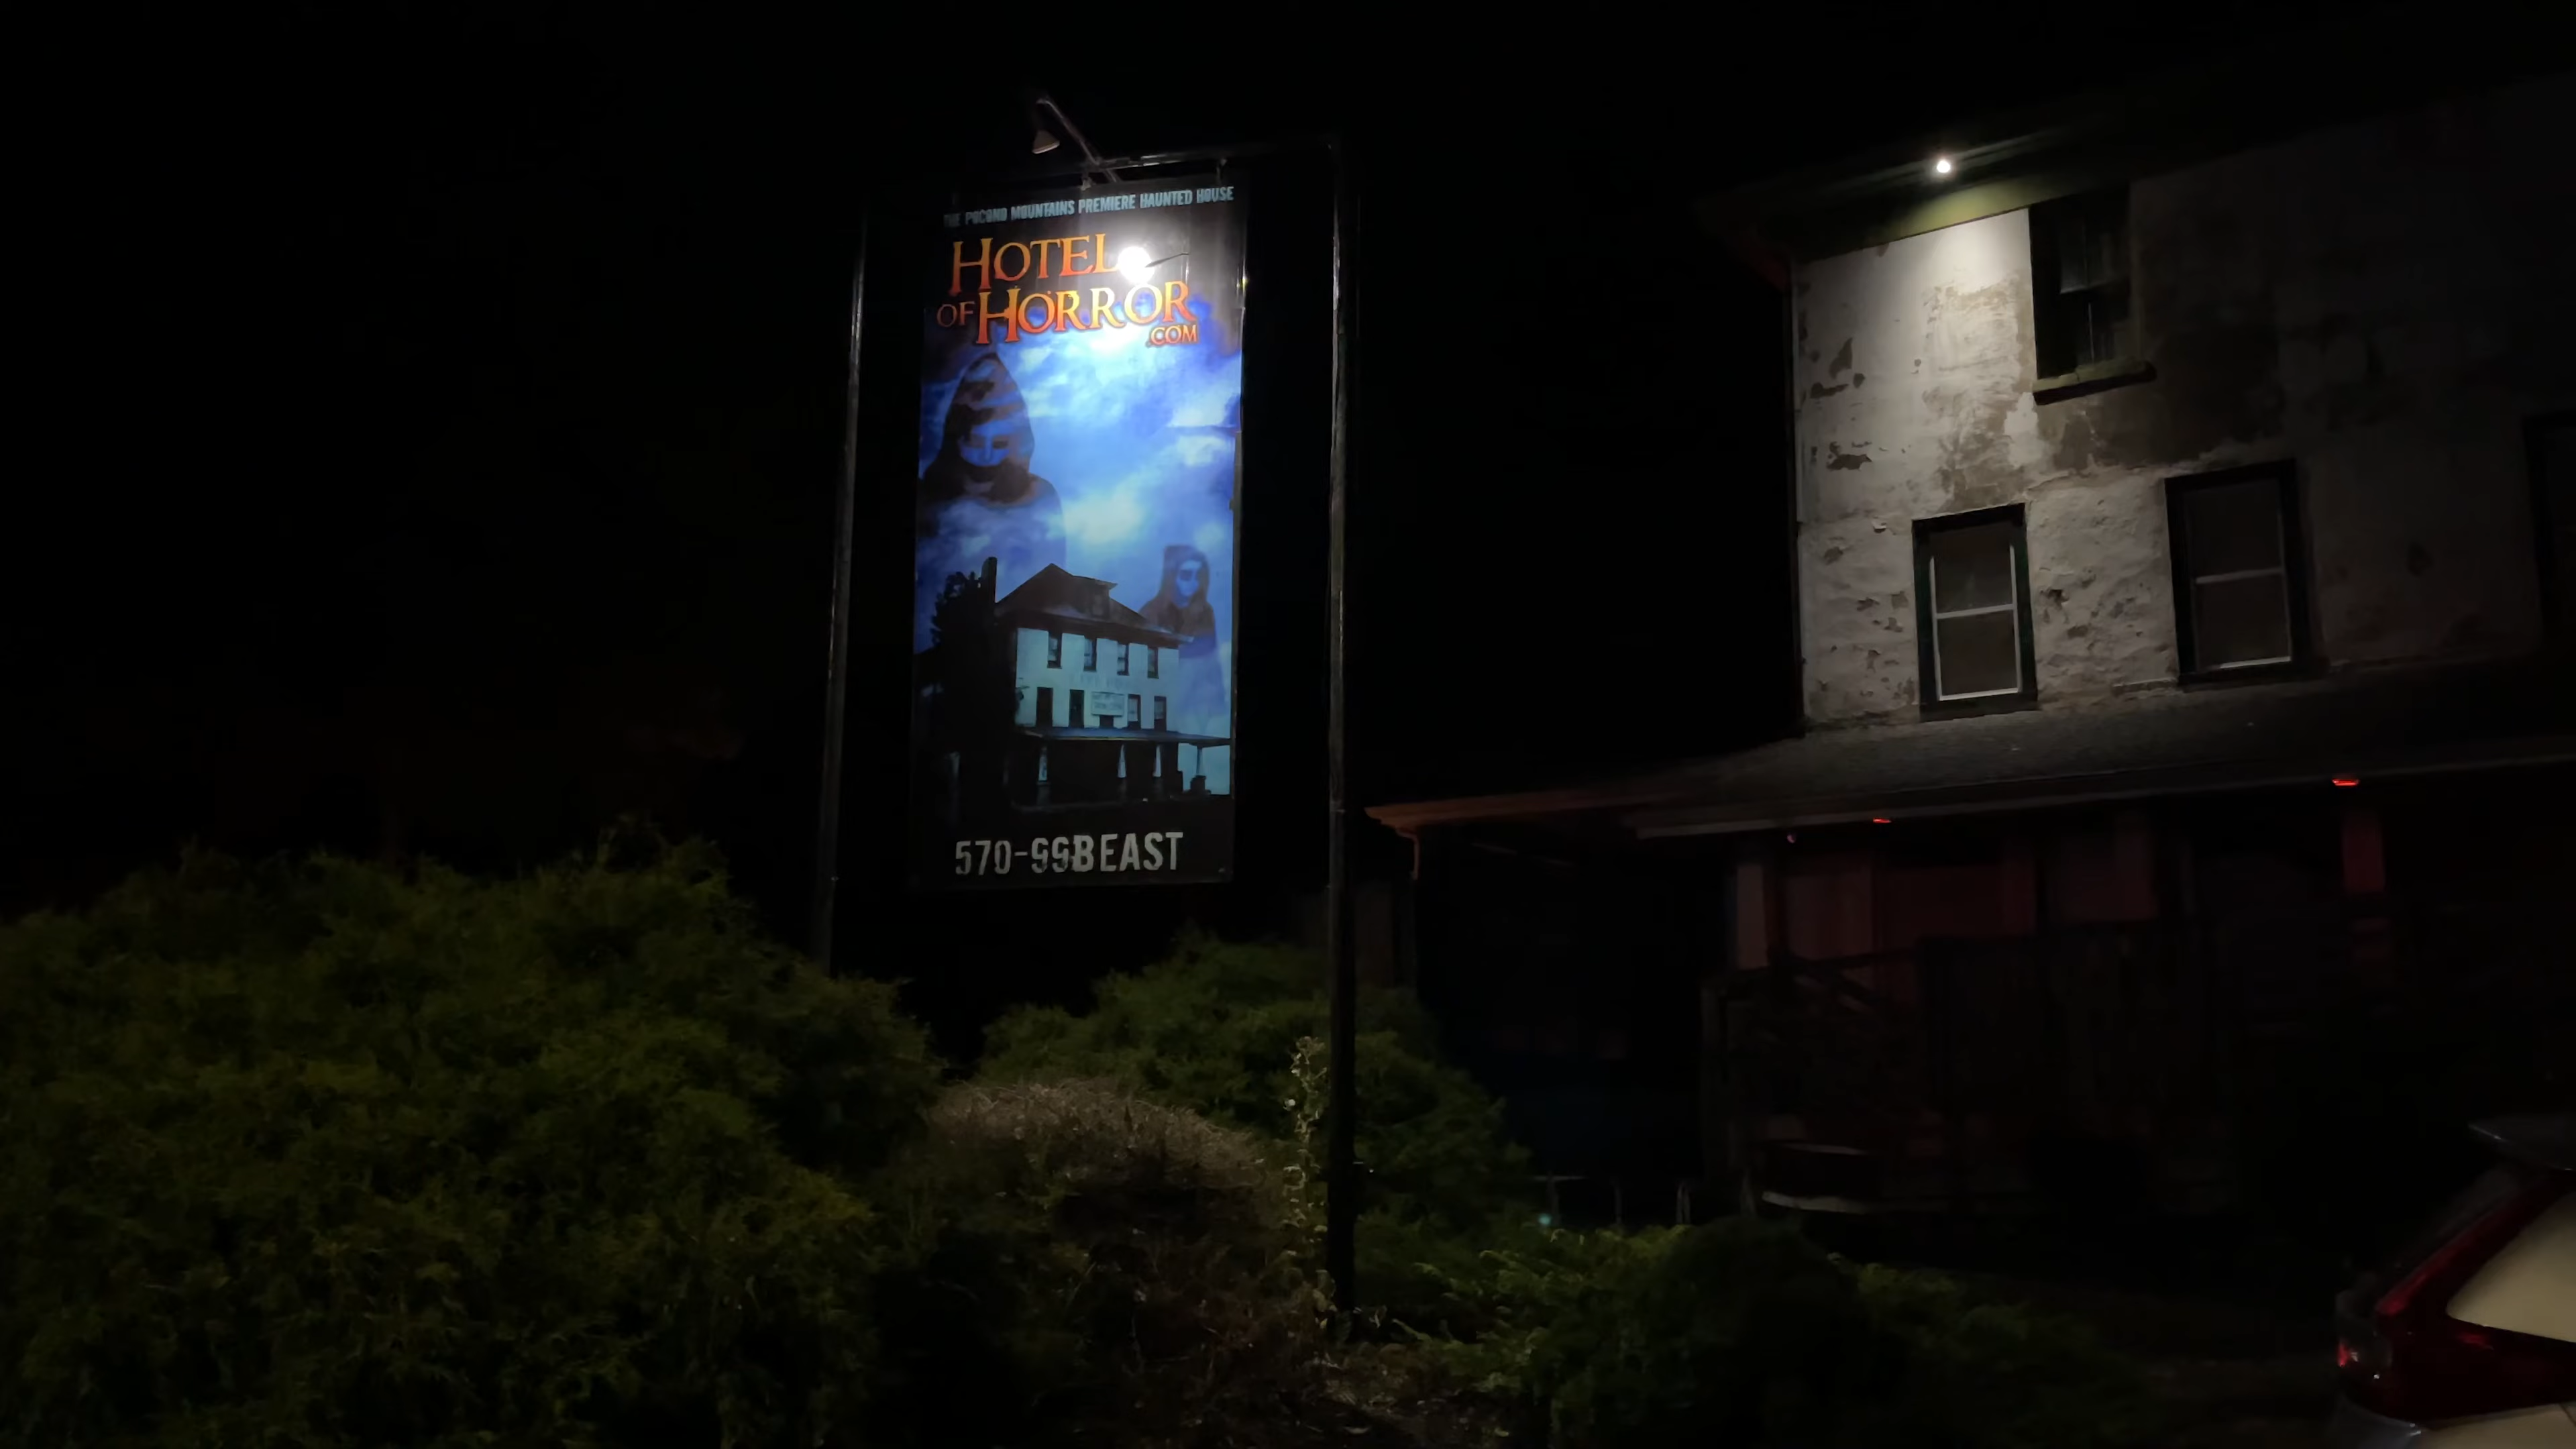 THE POCONO MOUNTAINS PREMIERE HAUNTED HOUSE
HOTEL
OF HORROR
.COM
570-99BEAST